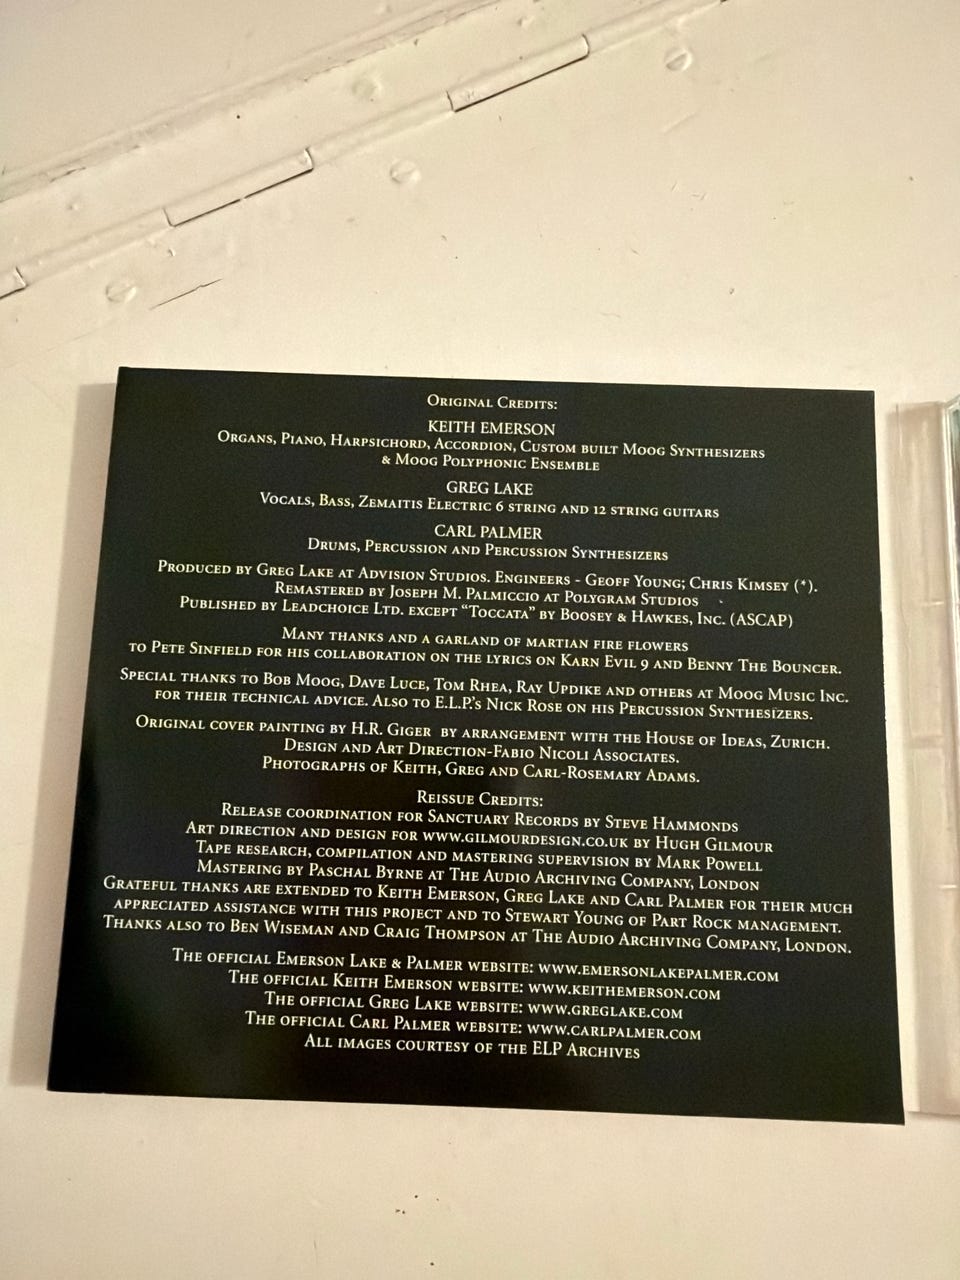 Original Credits:
KEITH EMERSON
Organs, Piano, Harpsichord, Accordion, Custom built Moog Synthesizers
& Moog Polyphonic Ensemble
GREG LAKE
Vocals, Bass, Zemaitis Electric 6 string and 12 string guitars
CARL PALMER
Drums, Percussion and Percussion Synthesizers
Produced by Greg Lake at Advision Studios. Engineers - Geoff Young; Chris Kimsey (*).
Remastered by Joseph M. Palmiccio at Polygram Studios
Published by Leadchoice Ltd. except "Toccata" by Boosey & Hawkes, Inc. (ASCAP)
Many thanks and a garland of martian fire flowers
to Pete Sinfield for his collaboration on the lyrics on Karn Evil 9 and Benny The Bouncer.
Special thanks to Bob Moog, Dave Luce, Tom Rhea, Ray Updike and others at Moog Music Inc.
for their technical advice. Also to E.L.P.'s Nick Rose on his Percussion Synthesizers.
Original cover painting by H.R. Giger by arrangement with the House of Ideas, Zurich.
Design and Art Direction-Fabio Nicoli Associates.
Photographs of Keith, Greg and Carl-Rosemary Adams.
Reissue Credits:
Release coordination for Sanctuary Records by Steve Hammonds
Art direction and design for www.gilmourdesign.co.uk by Hugh Gilmour
Tape research, compilation and mastering supervision by Mark Powell
Mastering by Paschal Byrne at The Audio Archiving Company, London
Grateful thanks are extended to Keith Emerson, Greg Lake and Carl Palmer for their much
appreciated assistance with this project and to Stewart Young of Part Rock management.
Thanks also to Ben Wiseman and Craig Thompson at The Audio Archiving Company, London.
The official Emerson Lake & Palmer website: www.emersonlakepalmer.com
The official Keith Emerson website: www.keithemerson.com
The official Greg Lake website: www.greglake.com
The official Carl Palmer website: www.carlpalmer.com
All images courtesy of the ELP Archives